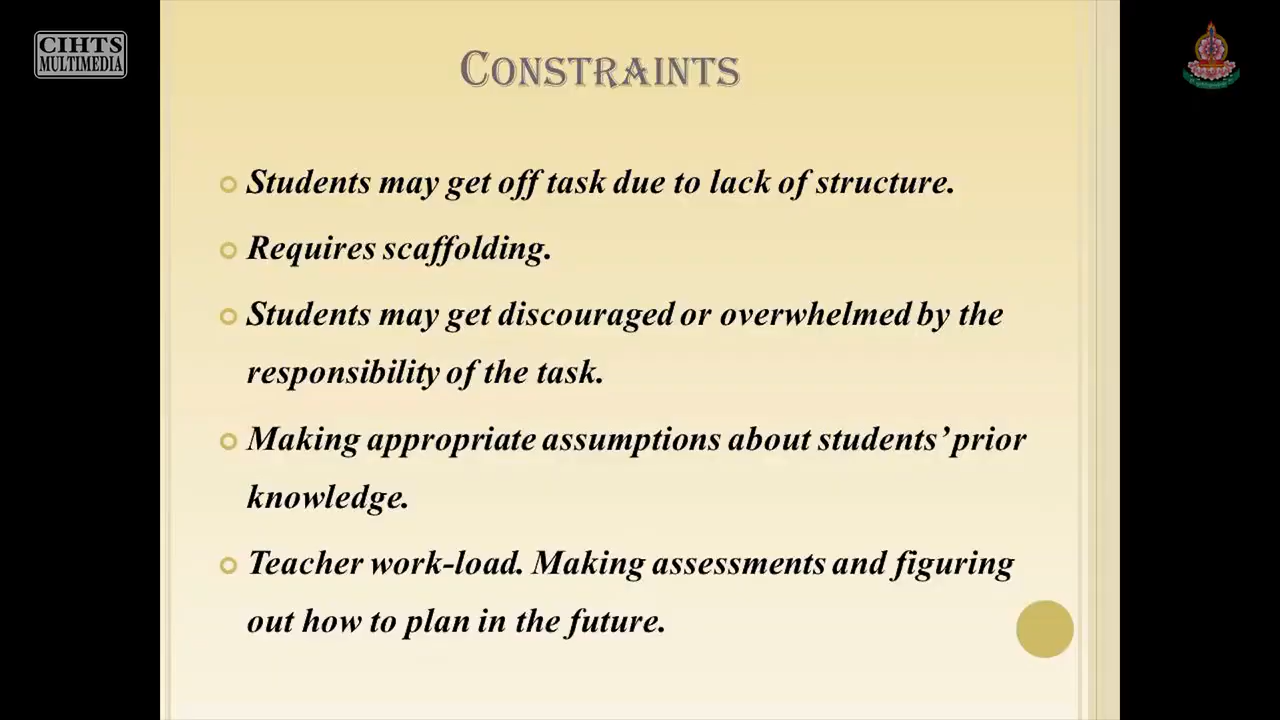 CIHTS
MULTIMEDIA
CONSTRAINTS
Students may get off task due to lack of structure.
Requires scaffolding.
Students may get discouraged or overwhelmed by the
responsibility of the task.
Making appropriate assumptions about students’ prior
knowledge.
Teacher work-load. Making assessments and figuring
out how to plan in the future.